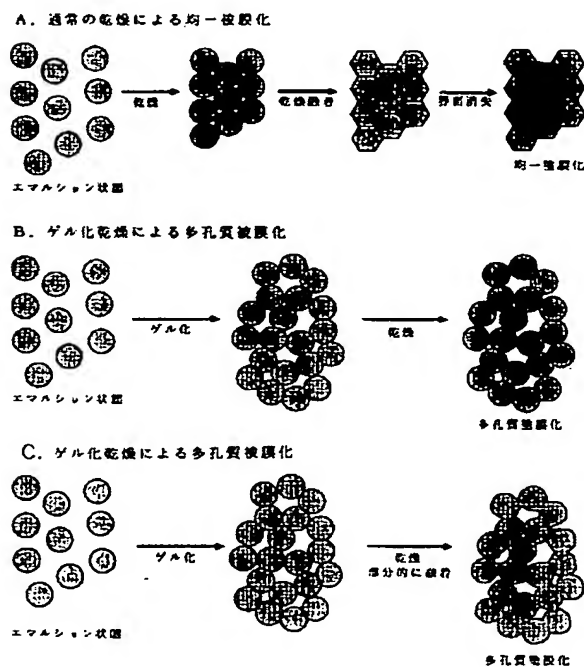 A. 通常の乾燥による均一被膜化
乾燥
乾燥融着
界面消失
エマルション状態
均一塗膜化
B. ゲル化乾燥による多孔質被膜化
ゲル化
乾燥
エマルション状態
多孔質塗膜化
C. ゲル化乾燥による多孔質被膜化
ゲル化
乾燥
部分的に融着
エマルション状態
多孔質塗膜化